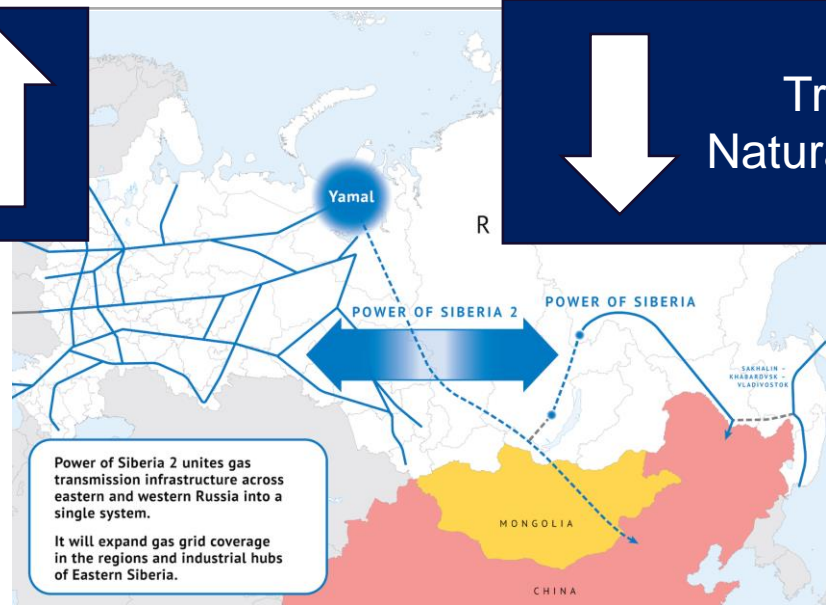 Tr
Natura
Yamal
R
POWER OF SIBERIA 2
POWER OF SIBERIA
SAKHALIN –
KHABAROVSK –
VLADIVOSTOK
Power of Siberia 2 unites gas
transmission infrastructure across
eastern and western Russia into a
single system.
It will expand gas grid coverage
in the regions and industrial hubs
of Eastern Siberia.
MONGOLIA
CHINA